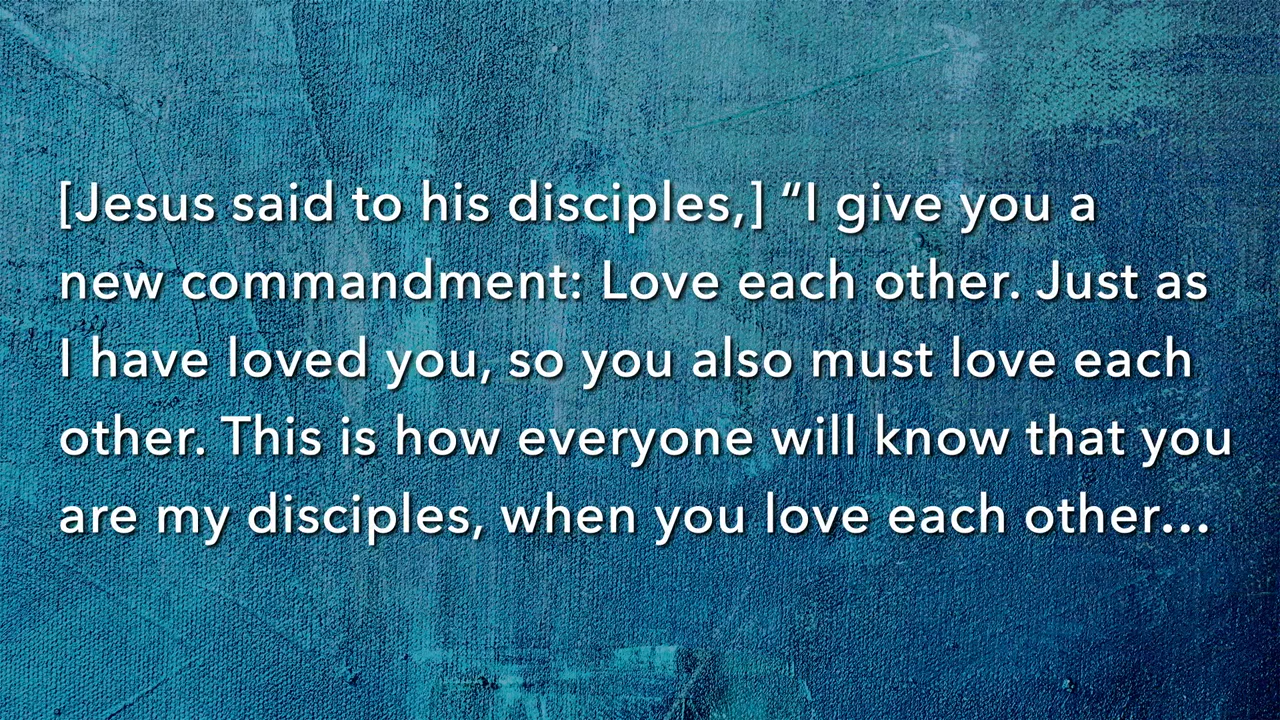 [Jesus said to his disciples,] “I give you a
new commandment: Love each other. Just as
I have loved you, so you also must love each
other. This is how everyone will know that you
are my disciples, when you love each other…